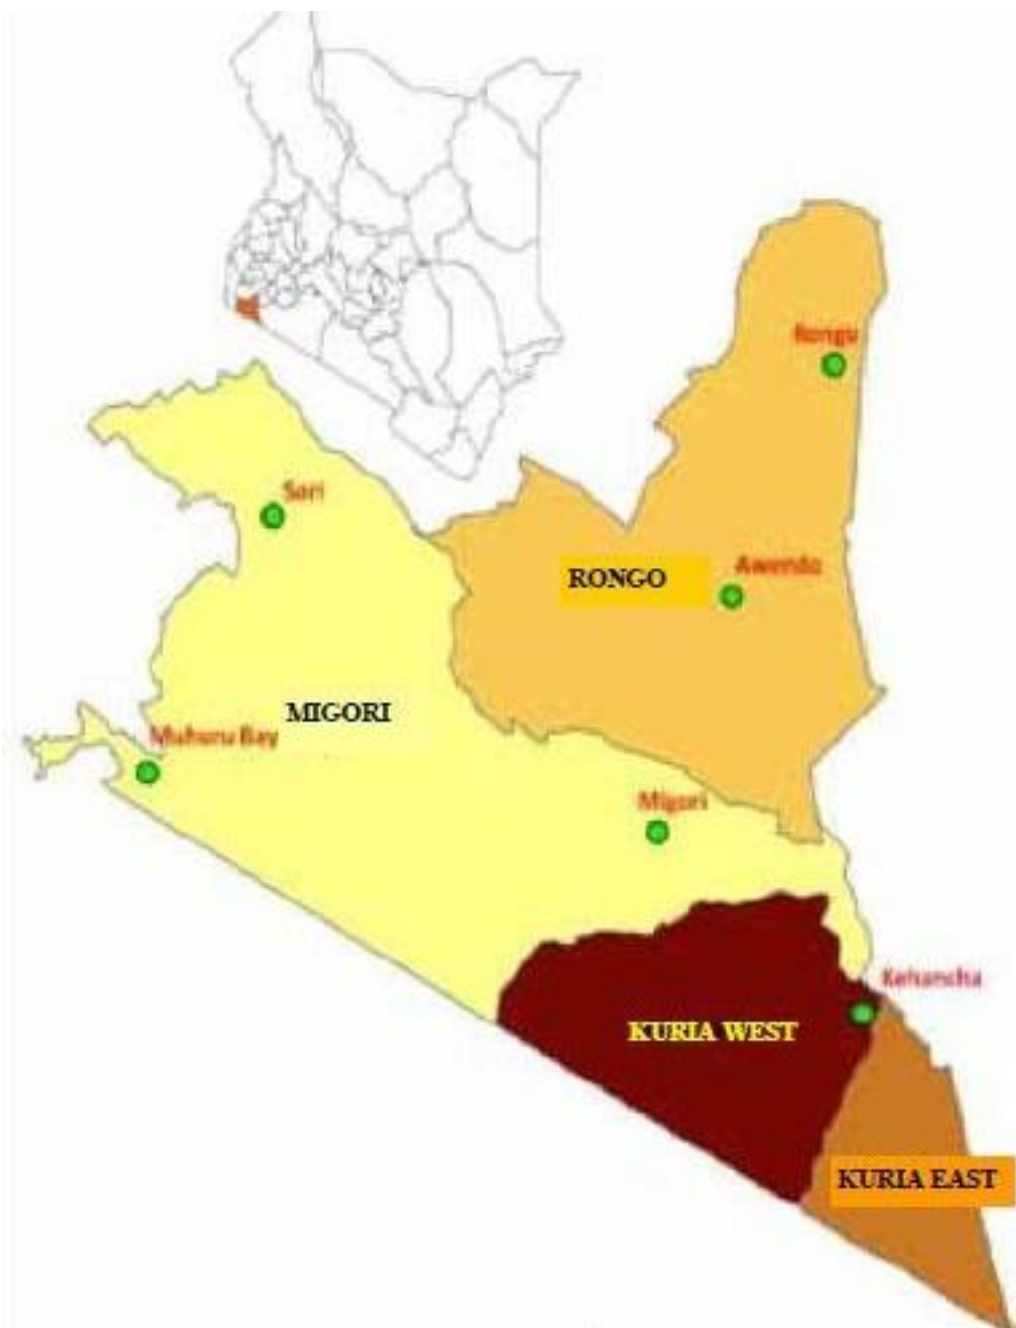 Rongo
Sori
RONGO
Awendo
MIGORI
Muhuru Bay
Migori
Kehancha
KURIA WEST
KURIA EAST